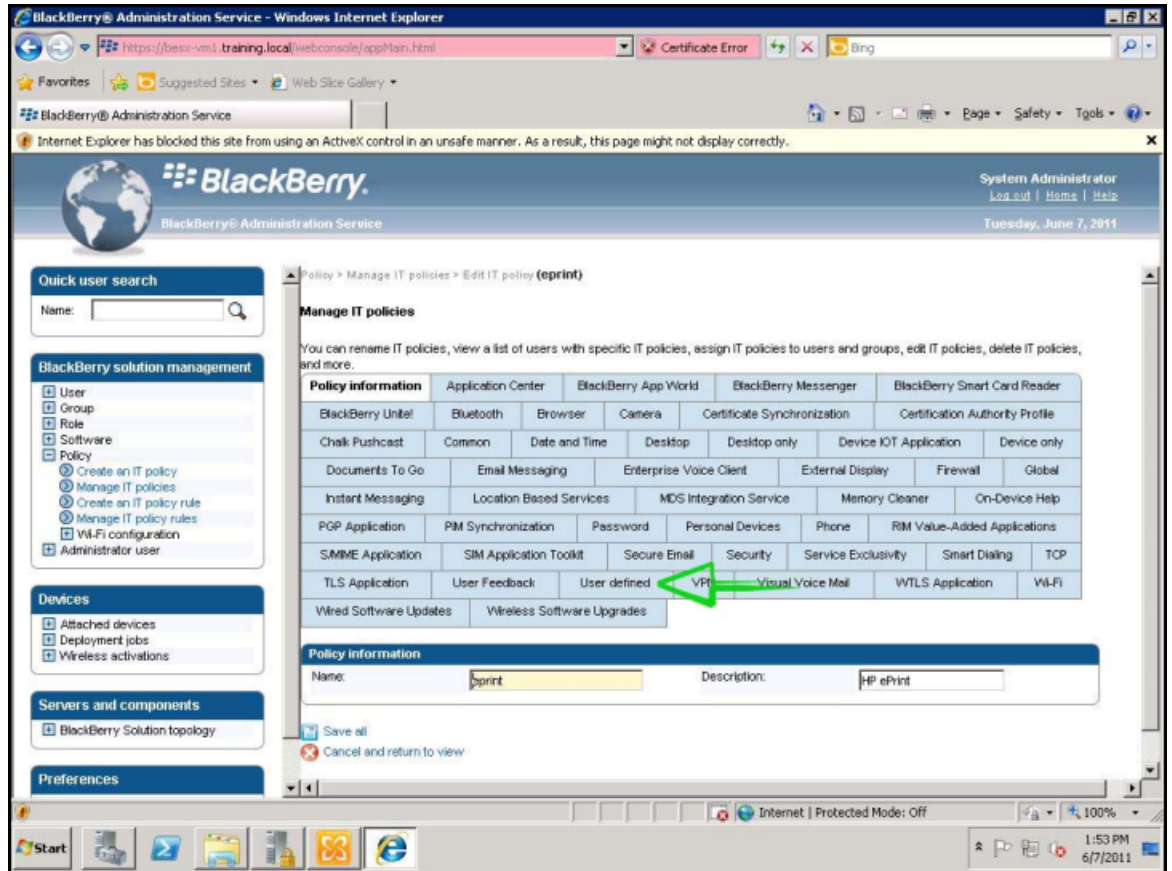 BlackBerry® Administration Service - Windows Internet Explorer
https://besx-vm1.training.local/webconsole/appMain.html Certificate Error Bing
Favorites Suggested Sites Web Slice Gallery
BlackBerry® Administration Service Page Safety Tools
Internet Explorer has blocked this site from using an ActiveX control in an unsafe manner. As a result, this page might not display correctly.
BlackBerry.
System Administrator
Log out | Home | Help
BlackBerry® Administration Service Tuesday, June 7, 2011
Quick user search
Name:
BlackBerry solution management
User
Group
Role
Software
Policy
Create an IT policy
Manage IT policies
Create an IT policy rule
Manage IT policy rules
Wi-Fi configuration
Administrator user
Devices
Attached devices
Deployment jobs
Wireless activations
Servers and components
BlackBerry Solution topology
Preferences
Policy > Manage IT policies > Edit IT policy (eprint)
Manage IT policies
You can rename IT policies, view a list of users with specific IT policies, assign IT policies to users and groups, edit IT policies, delete IT policies,
and more.
Policy information Application Center BlackBerry App World BlackBerry Messenger BlackBerry Smart Card Reader
BlackBerry Unite! Bluetooth Browser Camera Certificate Synchronization Certification Authority Profile
Chalk Pushcast Common Date and Time Desktop Desktop only Device IOT Application Device only
Documents To Go Email Messaging Enterprise Voice Client External Display Firewall Global
Instant Messaging Location Based Services MDS Integration Service Memory Cleaner On-Device Help
PGP Application PIM Synchronization Password Personal Devices Phone RIM Value-Added Applications
S/MIME Application SIM Application Toolkit Secure Email Security Service Exclusivity Smart Dialing TCP
TLS Application User Feedback User defined VPN Visual Voice Mail WTLS Application Wi-Fi
Wired Software Updates Wireless Software Upgrades
Policy information
Name: eprint Description: HP ePrint
Save all
Cancel and return to view
Internet | Protected Mode: Off 100%
Start 1:53 PM
6/7/2011